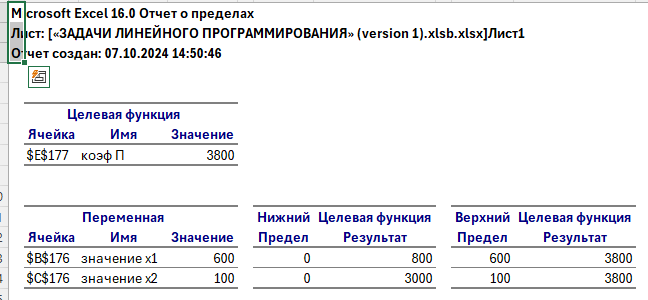 Microsoft Excel 16.0 Отчет о пределах
Лист: [«ЗАДАЧИ ЛИНЕЙНОГО ПРОГРАММИРОВАНИЯ» (version 1).xlsb.xlsx]Лист1
Отчет создан: 07.10.2024 14:50:46
Целевая функция
Ячейка Имя Значение
$E$177 коэф П 3800
Переменная Нижний Целевая функция Верхний Целевая функция
Ячейка Имя Значение Предел Результат Предел Результат
$B$176 значение x1 600 0 800 600 3800
$C$176 значение x2 100 0 3000 100 3800